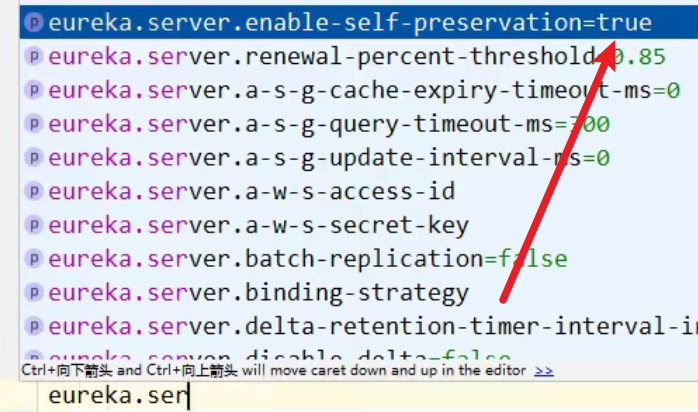 eureka.server.enable-self-preservation=true
eureka.server.renewal-percent-threshold=0.85
eureka.server.a-s-g-cache-expiry-timeout-ms=0
eureka.server.a-s-g-query-timeout-ms=300
eureka.server.a-s-g-update-interval-ms=0
eureka.server.a-w-s-access-id
eureka.server.a-w-s-secret-key
eureka.server.batch-replication=false
eureka.server.binding-strategy
eureka.server.delta-retention-timer-interval-in
eureka.server.disable-delta=false
Ctrl+向下箭头 and Ctrl+向上箭头 will move caret down and up in the editor >>
eureka.ser